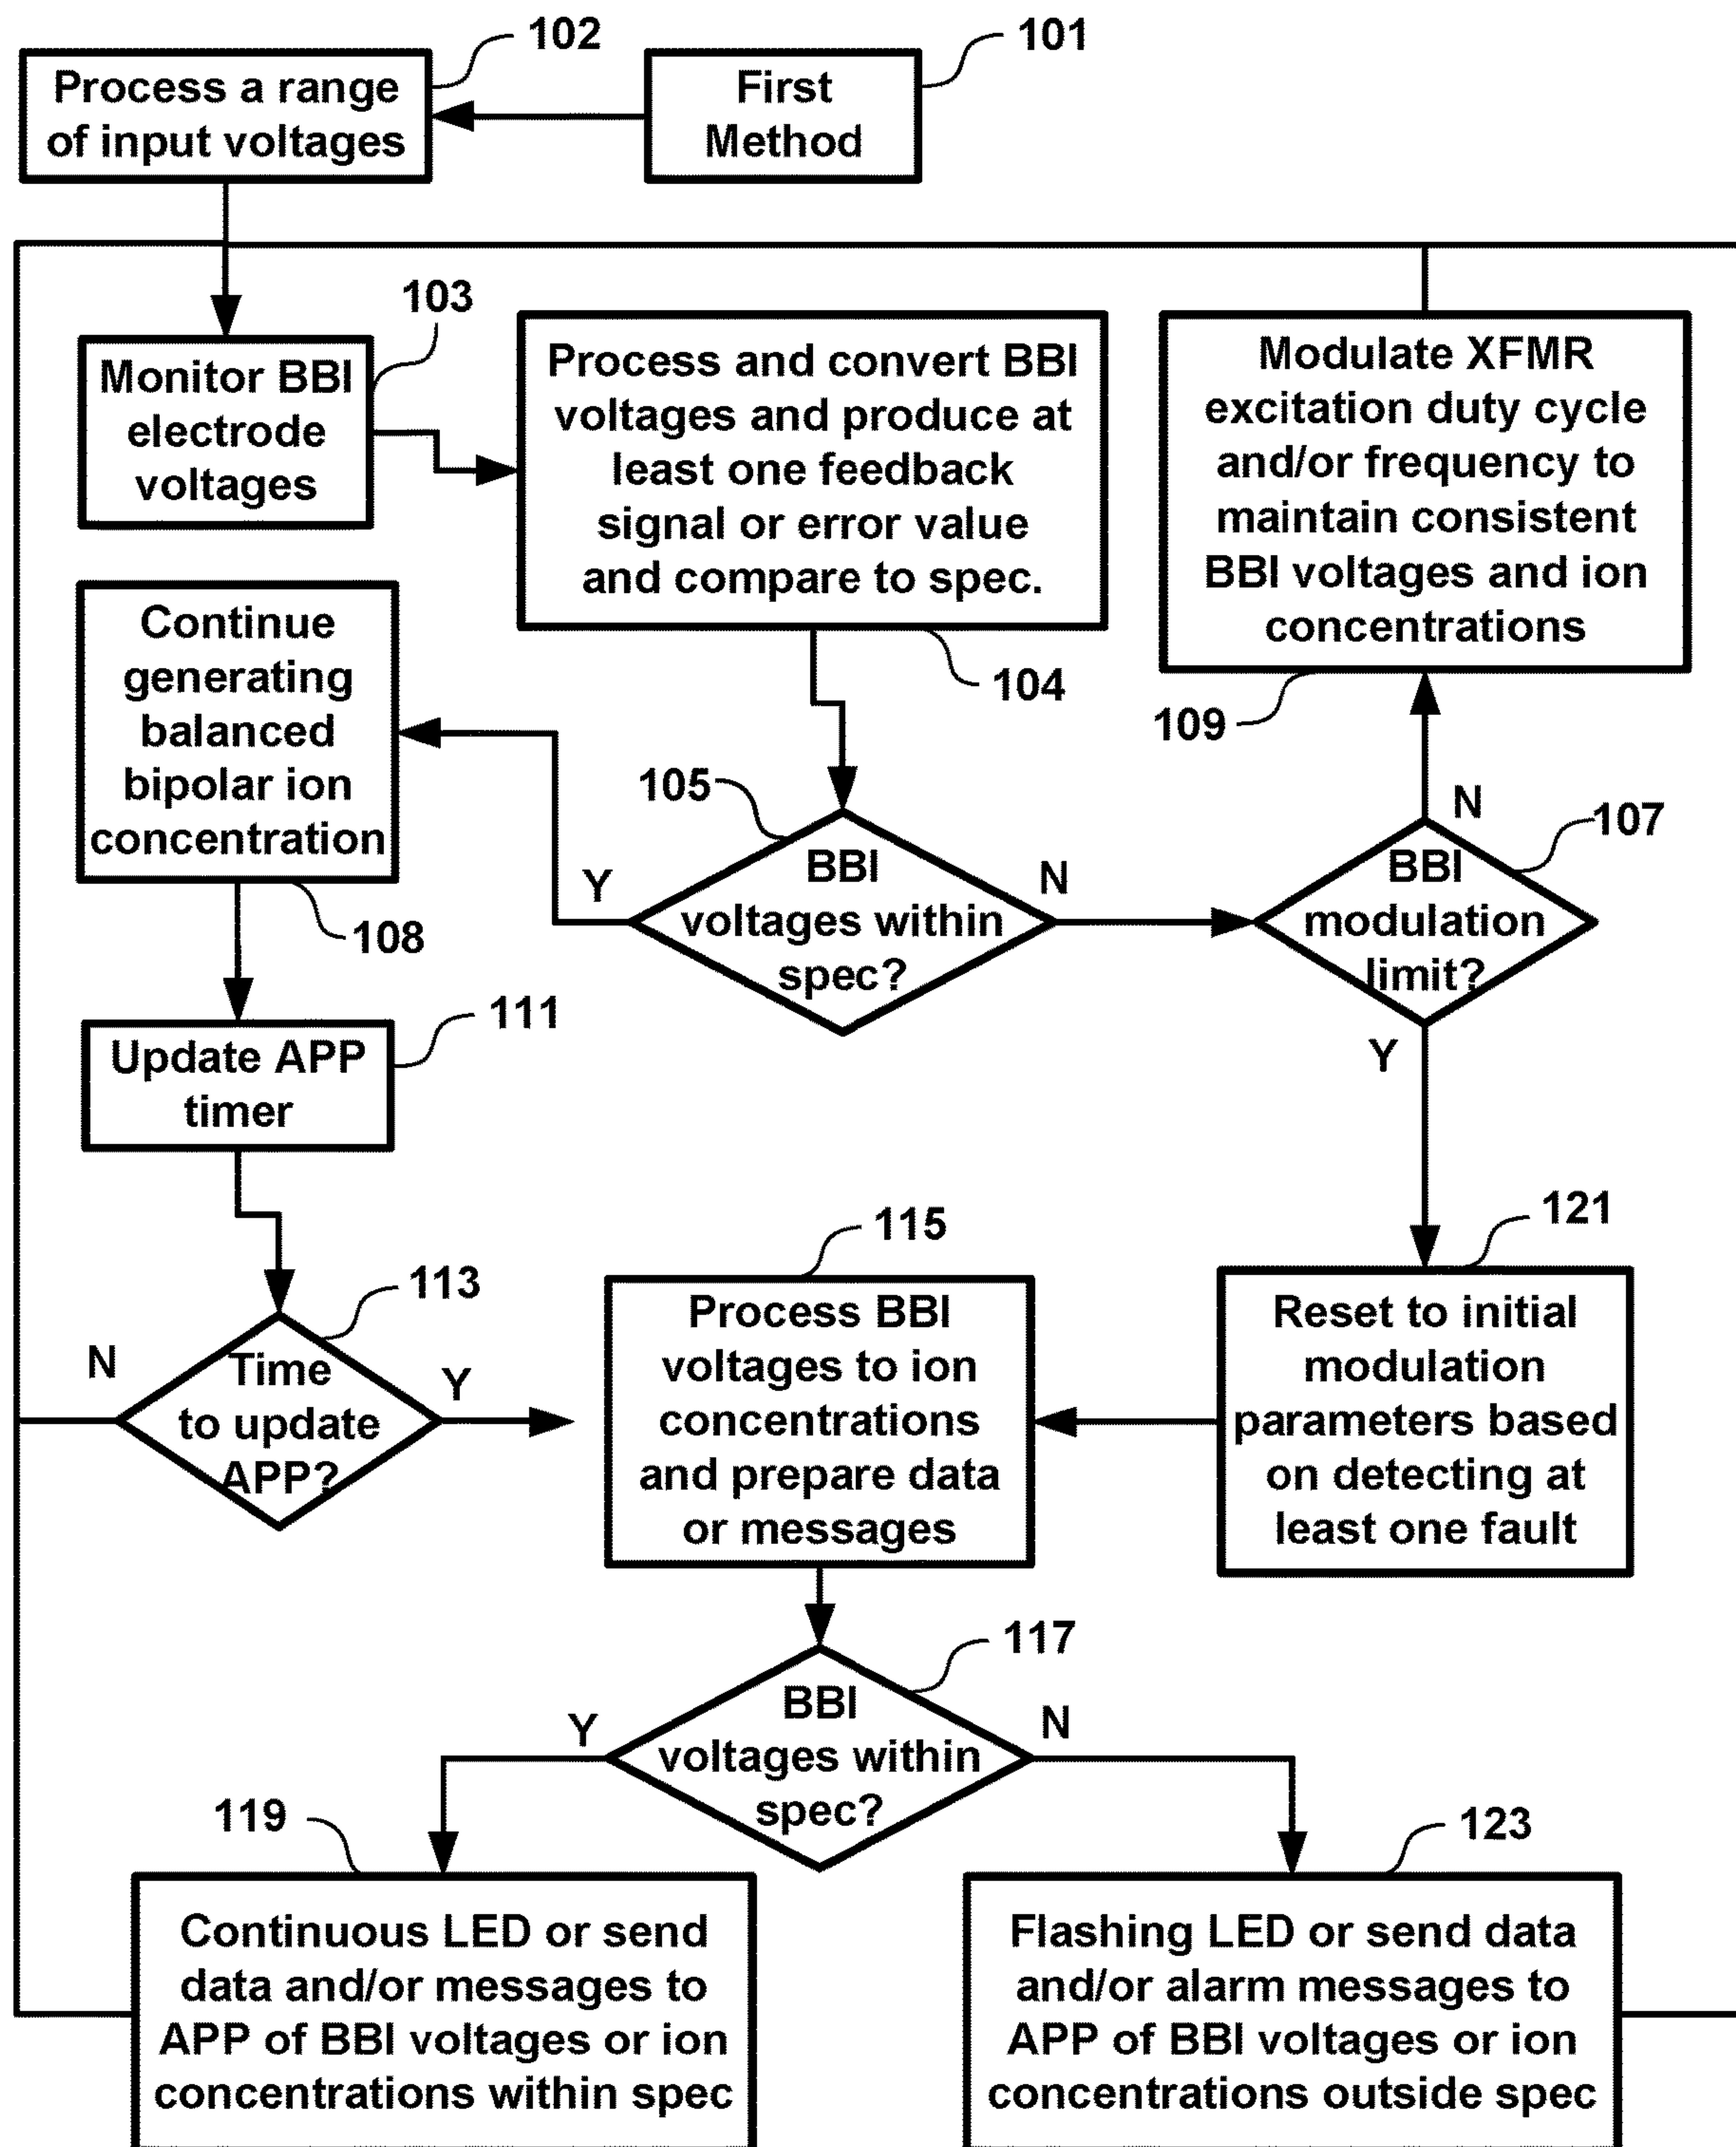 102
101
Process a range
of input voltages
First
Method
103
Monitor BBI
electrode
voltages
Process and convert BBI
voltages and produce at
least one feedback
signal or error value
and compare to spec.
104
Modulate XFMR
excitation duty cycle
and/or frequency to
maintain consistent
BBI voltages and ion
concentrations
109
Continue
generating
balanced
bipolar ion
concentration
108
105
BBI
voltages within
spec?
Y
N
107
BBI
modulation
limit?
N
Y
111
Update APP
timer
113
Time
to update
APP?
N
Y
115
Process BBI
voltages to ion
concentrations
and prepare data
or messages
121
Reset to initial
modulation
parameters based
on detecting at
least one fault
117
BBI
voltages within
spec?
Y
N
119
Continuous LED or send
data and/or messages to
APP of BBI voltages or ion
concentrations within spec
123
Flashing LED or send data
and/or alarm messages to
APP of BBI voltages or ion
concentrations outside spec